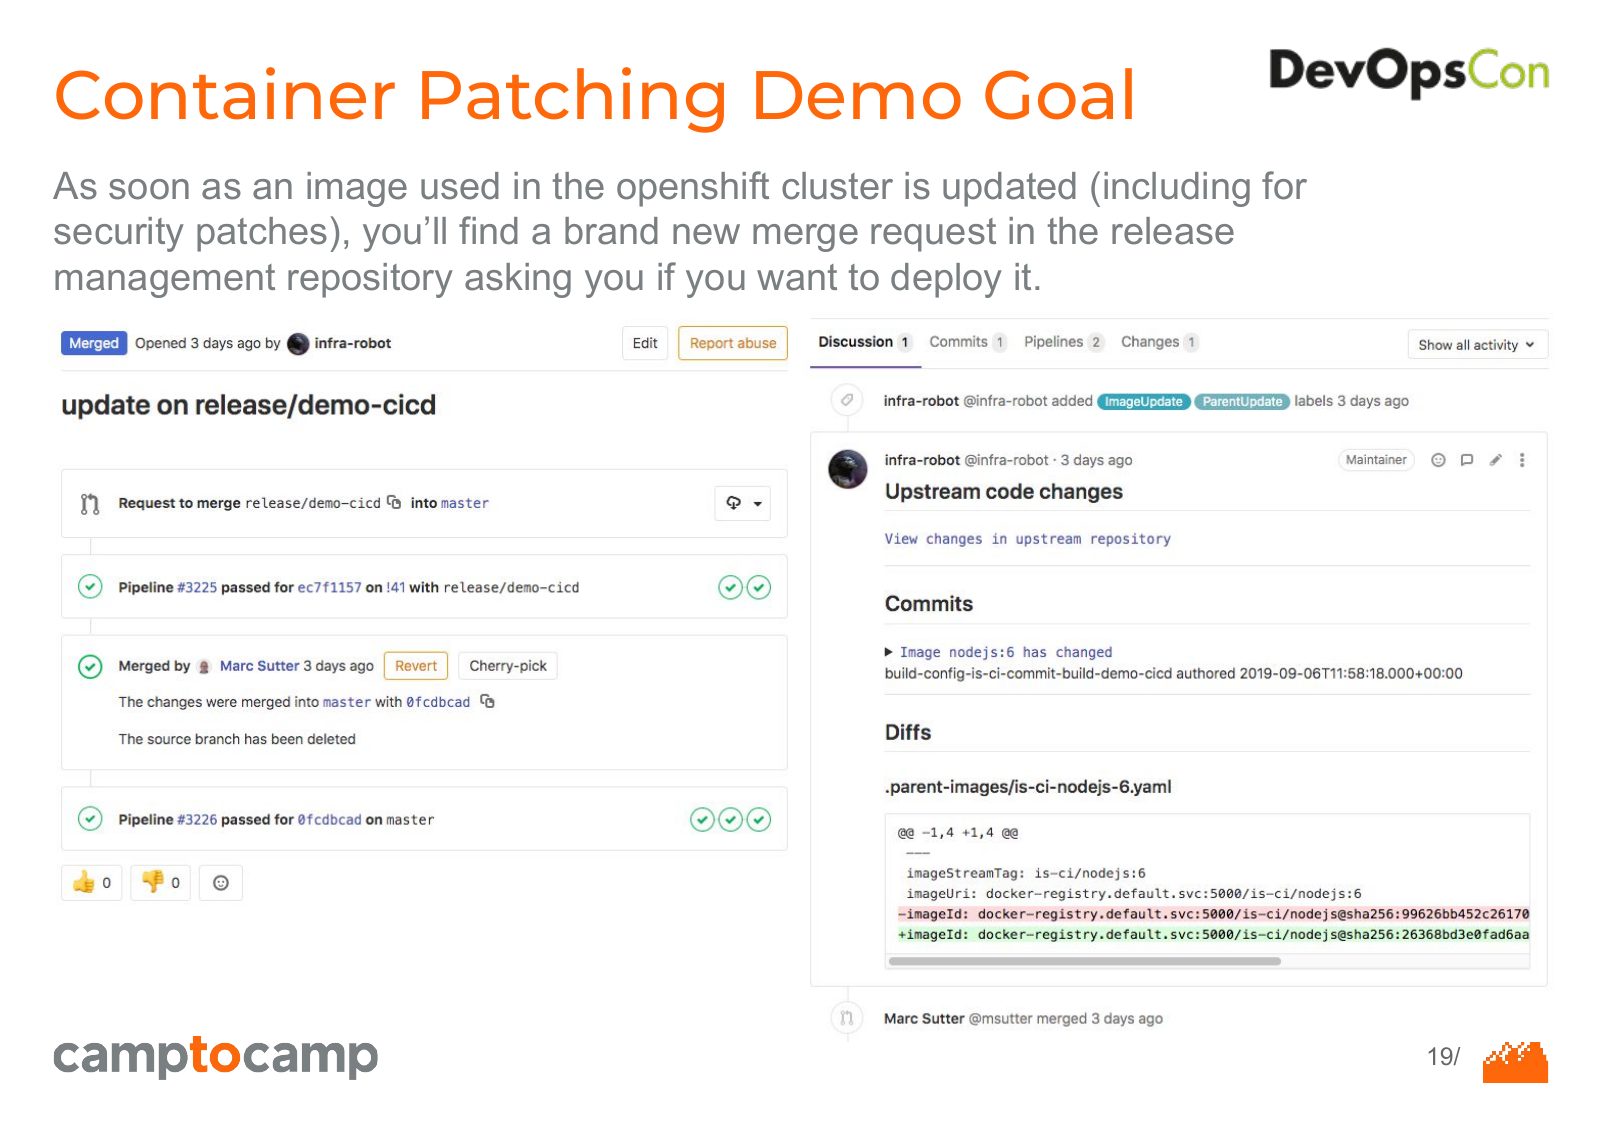 Container Patching Demo Goal
DevOpsCon
As soon as an image used in the openshift cluster is updated (including for
security patches), you'll find a brand new merge request in the release
management repository asking you if you want to deploy it.
Merged Opened 3 days ago by infra-robot Edit Report abuse
update on release/demo-cicd
Request to merge release/demo-cicd into master
Pipeline #3225 passed for ec7f1157 on !41 with release/demo-cicd
Merged by Marc Sutter 3 days ago Revert Cherry-pick
The changes were merged into master with 0fcdbcad
The source branch has been deleted
Pipeline #3226 passed for 0fcdbcad on master
0 0
Discussion 1 Commits 1 Pipelines 2 Changes 1 Show all activity
infra-robot @infra-robot added ImageUpdate ParentUpdate labels 3 days ago
infra-robot @infra-robot · 3 days ago Maintainer
Upstream code changes
View changes in upstream repository
Commits
Image nodejs:6 has changed
build-config-is-ci-commit-build-demo-cicd authored 2019-09-06T11:58:18.000+00:00
Diffs
.parent-images/is-ci-nodejs-6.yaml
@@ -1,4 +1,4 @@
---
imageStreamTag: is-ci/nodejs:6
imageUri: docker-registry.default.svc:5000/is-ci/nodejs:6
-imageId: docker-registry.default.svc:5000/is-ci/nodejs@sha256:99626bb452c26170
+imageId: docker-registry.default.svc:5000/is-ci/nodejs@sha256:26368bd3e0fad6aa
Marc Sutter @msutter merged 3 days ago
camptocamp
19/